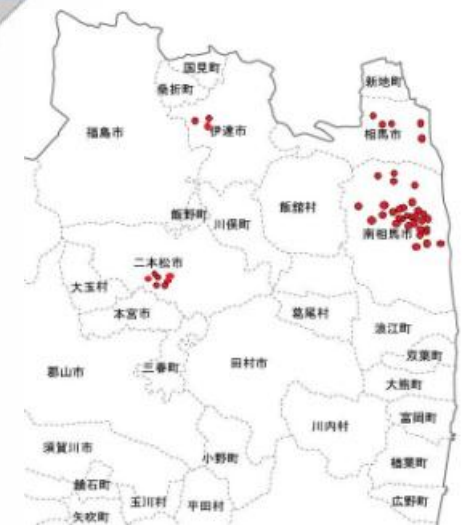 国見町
桑折町
新地町
福島市
伊達市
相馬市
飯野町
川俣町
飯舘村
南相馬市
二本松市
大玉村
本宮市
葛尾村
浪江町
双葉町
三春町
田村市
郡山市
大熊町
富岡町
川内村
須賀川市
小野町
楢葉町
鏡石町
玉川村
平田村
広野町
矢吹町